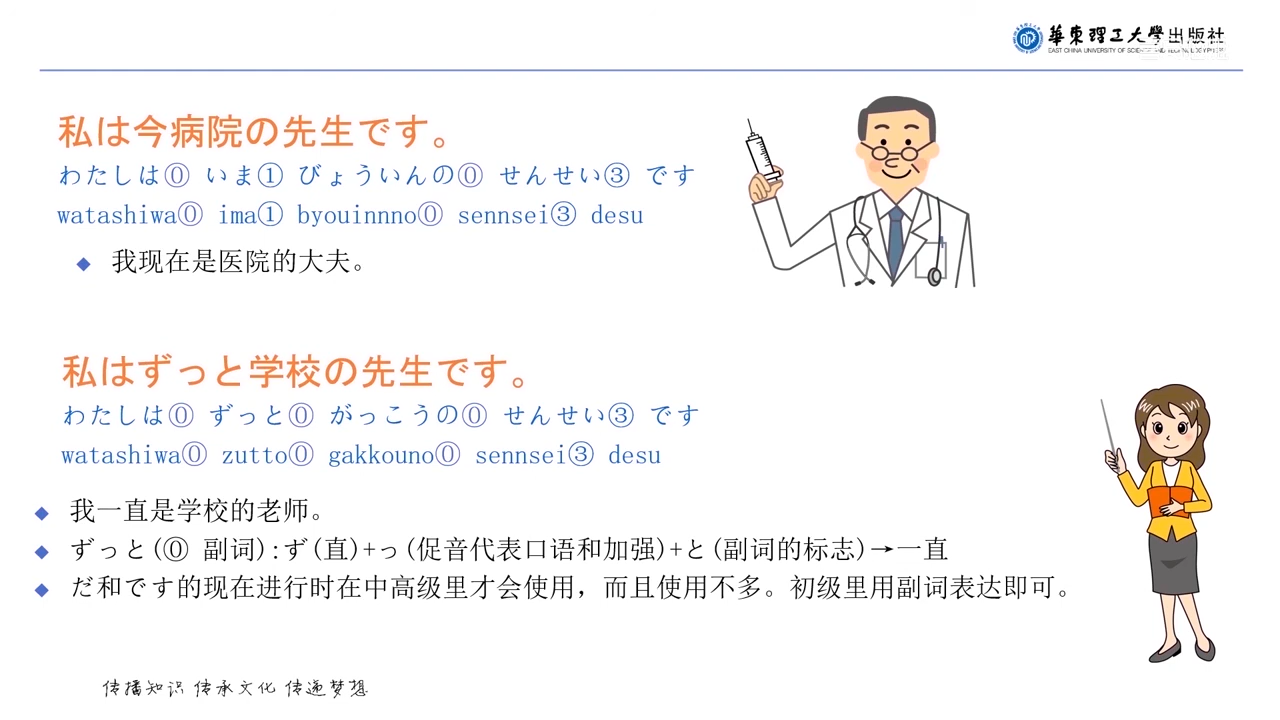 華東理工大學出版社
私は今病院の先生です。
わたしは⓪ いま① びょういんの⓪ せんせい③ です
watashiwa⓪ ima① byouinnno⓪ sennsei③ desu
◆ 我现在是医院的大夫。
私はずっと学校の先生です。
わたしは⓪ ずっと⓪ がっこうの⓪ せんせい③ です
watashiwa⓪ zutto⓪ gakkouno⓪ sennsei③ desu
◆ 我一直是学校的老师。
◆ ずっと(⓪ 副词):ず(直)+っ(促音代表口语和加强)+と(副词的标志)→一直
◆ だ和です的现在进行时在中高级里才会使用，而且使用不多。初级里用副词表达即可。
传播知识 传承文化 传递梦想